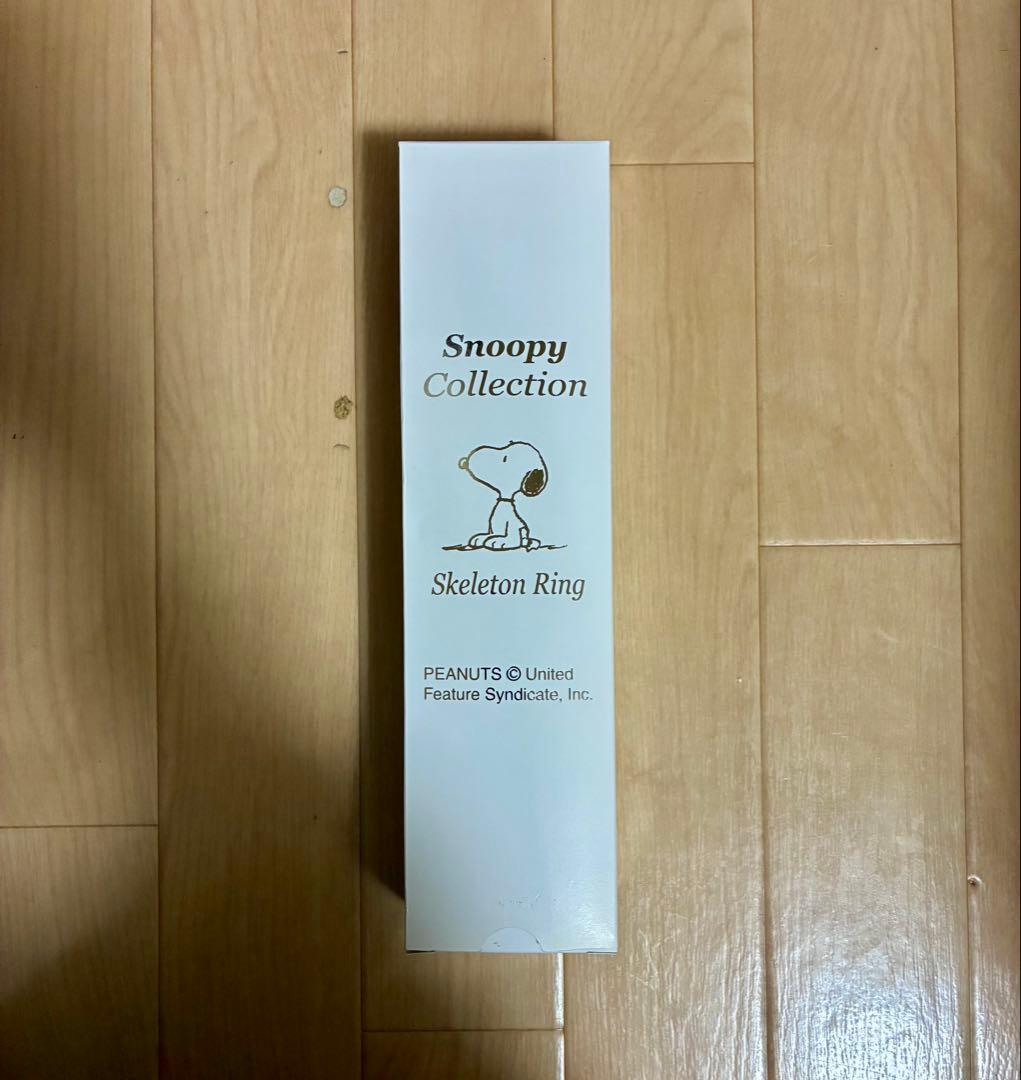 Snoopy
Collection
Skeleton Ring
PEANUTS © United
Feature Syndicate, Inc.